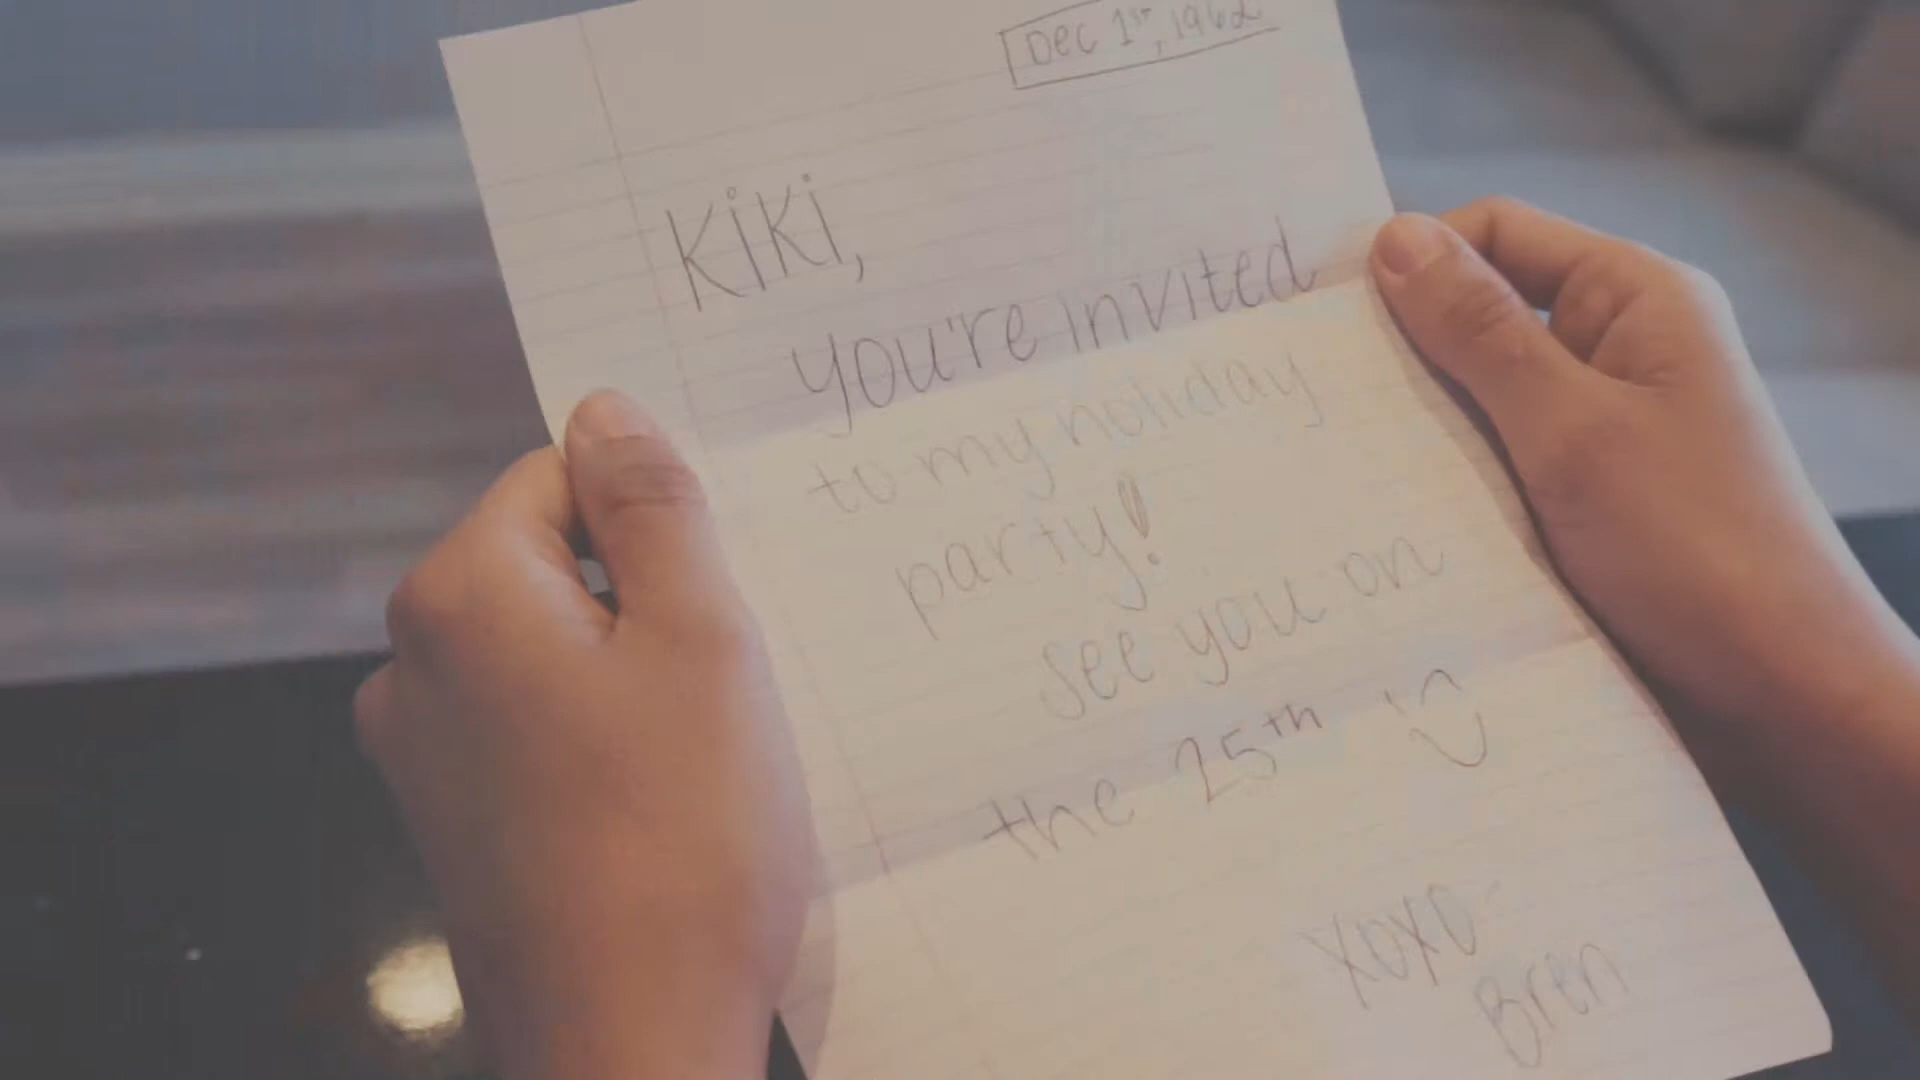 Dec 1st, 1962
Kiki,
you're invited
to my holiday
party!
see you on
the 25th :)
XOXO
Bren